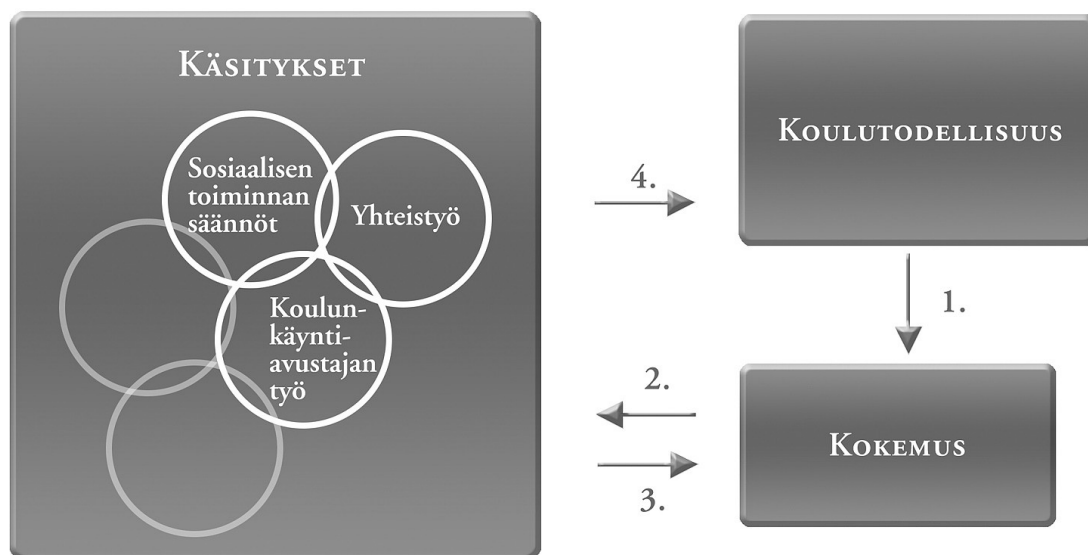 KÄSITYKSET
Sosiaalisen
toiminnan
säännöt
Yhteistyö
Koulun-
käynti-
avustajan
työ
4.
KOULUTODELLISUUS
1.
2.
3.
KOKEMUS